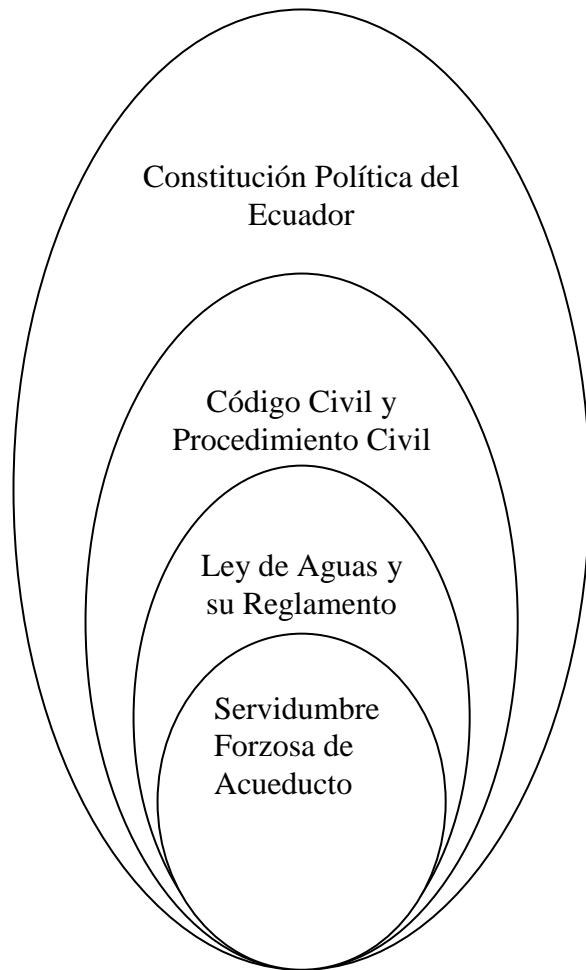 Constitución Política del
Ecuador
Código Civil y
Procedimiento Civil
Ley de Aguas y
su Reglamento
Servidumbre
Forzosa de
Acueducto